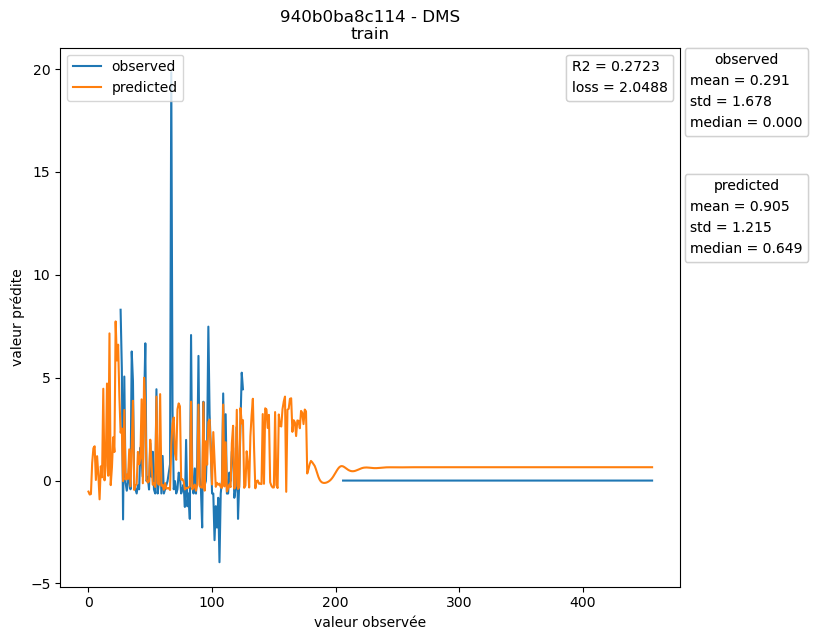 940b0ba8c114 - DMS
train
observed
predicted
R2 = 0.2723
loss = 2.0488
observed
mean = 0.291
std = 1.678
median = 0.000
predicted
mean = 0.905
std = 1.215
median = 0.649
valeur prédite
20
15
10
5
0
−5
0
100
200
300
400
valeur observée